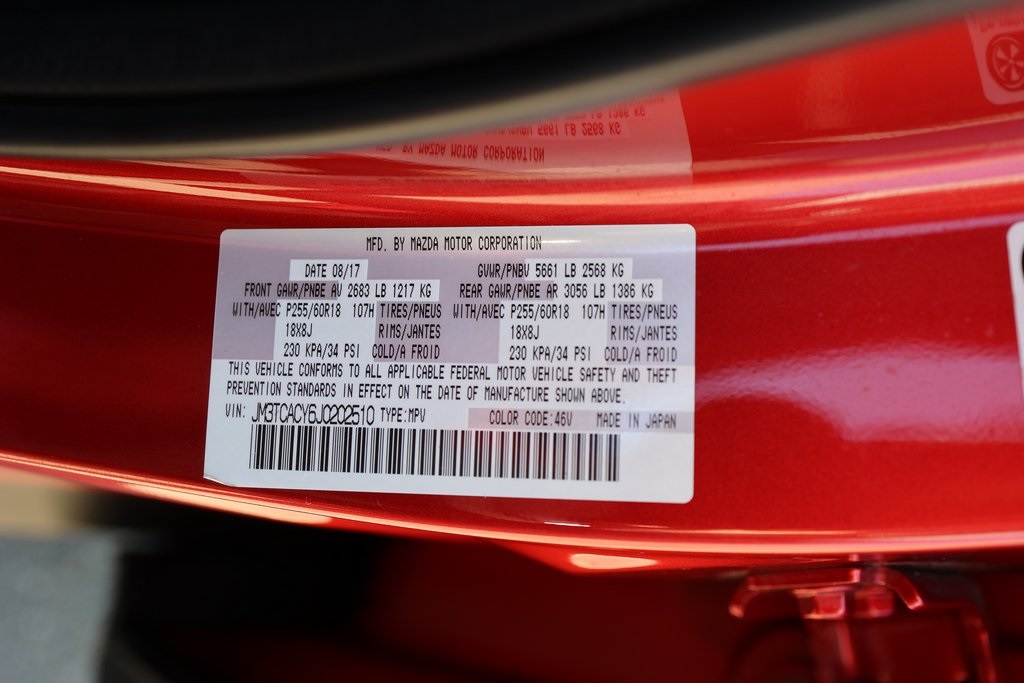 MFD. BY MAZDA MOTOR CORPORATION
DATE 08/17 GVWR/PNBV 5661 LB 2568 KG
FRONT GAWR/PNBE AV 2683 LB 1217 KG REAR GAWR/PNBE AR 3056 LB 1386 KG
WITH/AVEC P255/60R18 107H TIRES/PNEUS WITH/AVEC P255/60R18 107H TIRES/PNEUS
18X8J RIMS/JANTES 18X8J RIMS/JANTES
230 KPA/34 PSI COLD/A FROID 230 KPA/34 PSI COLD/A FROID
THIS VEHICLE CONFORMS TO ALL APPLICABLE FEDERAL MOTOR VEHICLE SAFETY AND THEFT
PREVENTION STANDARDS IN EFFECT ON THE DATE OF MANUFACTURE SHOWN ABOVE.
VIN: JM3TCACY6J0202510 TYPE:MPV COLOR CODE:46V MADE IN JAPAN